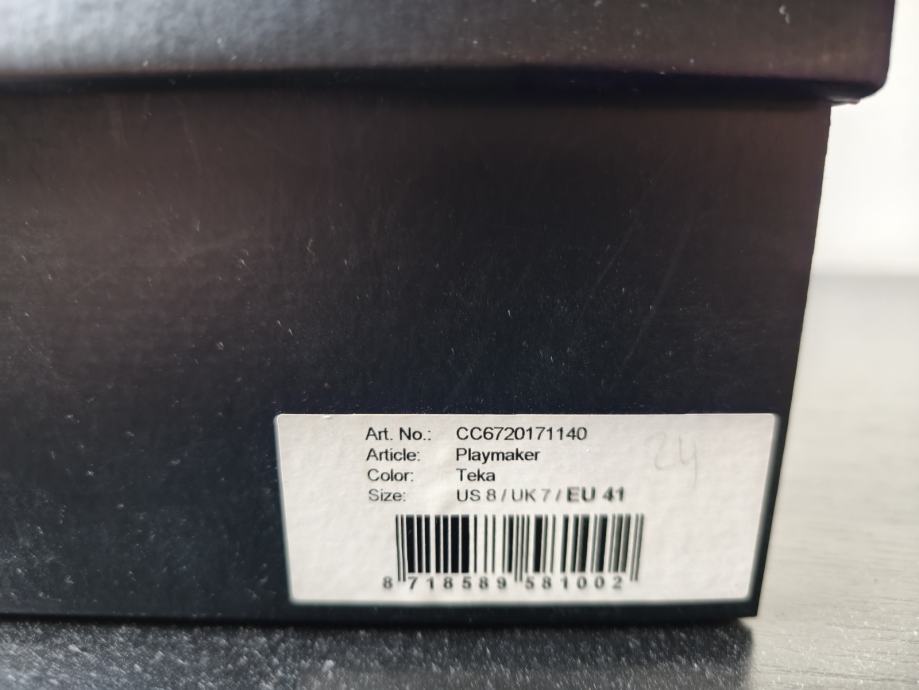 Art. No.: CC6720171140
24
Article: Playmaker
Color: Teka
Size: US 8 / UK 7 / EU 41
8 718589 581002